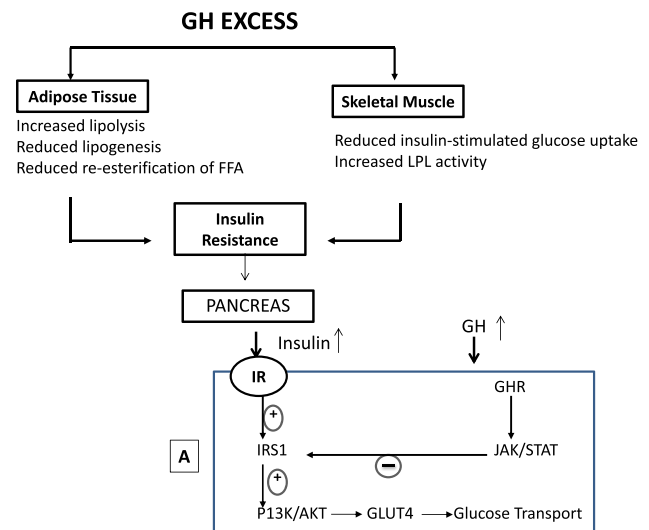 GH EXCESS
Adipose Tissue
Increased lipolysis
Reduced lipogenesis
Reduced re-esterification of FFA
Skeletal Muscle
Reduced insulin-stimulated glucose uptake
Increased LPL activity
Insulin
Resistance
PANCREAS
Insulin ↑
GH ↑
IR
GHR
+
A
IRS1
JAK/STAT
−
+
P13K/AKT → GLUT4 → Glucose Transport